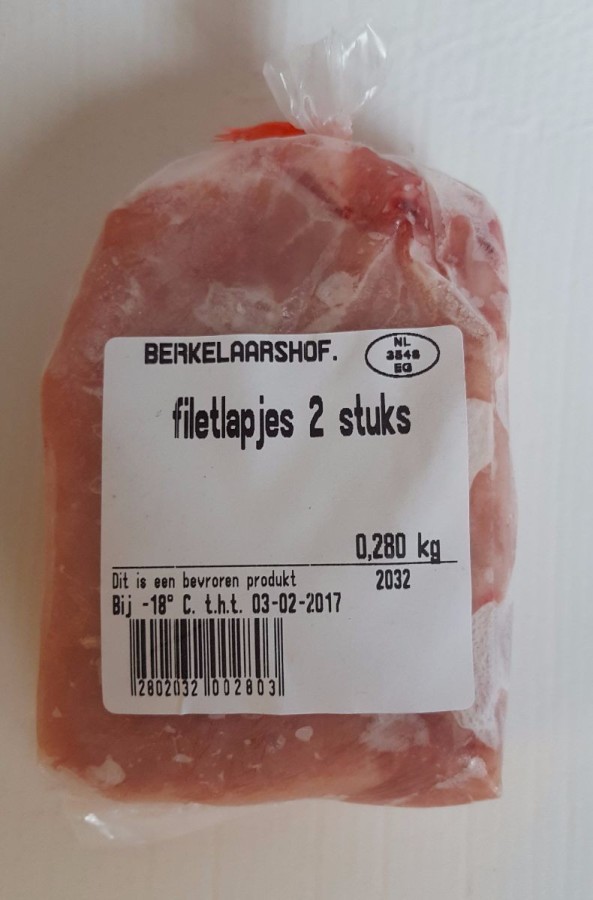 BERKELAARSHOF.
NL
3548
EG
filetlapjes 2 stuks
0,280 kg
Dit is een bevroren produkt 2032
Bij -18° C. t.h.t. 03-02-2017
2802032 002803